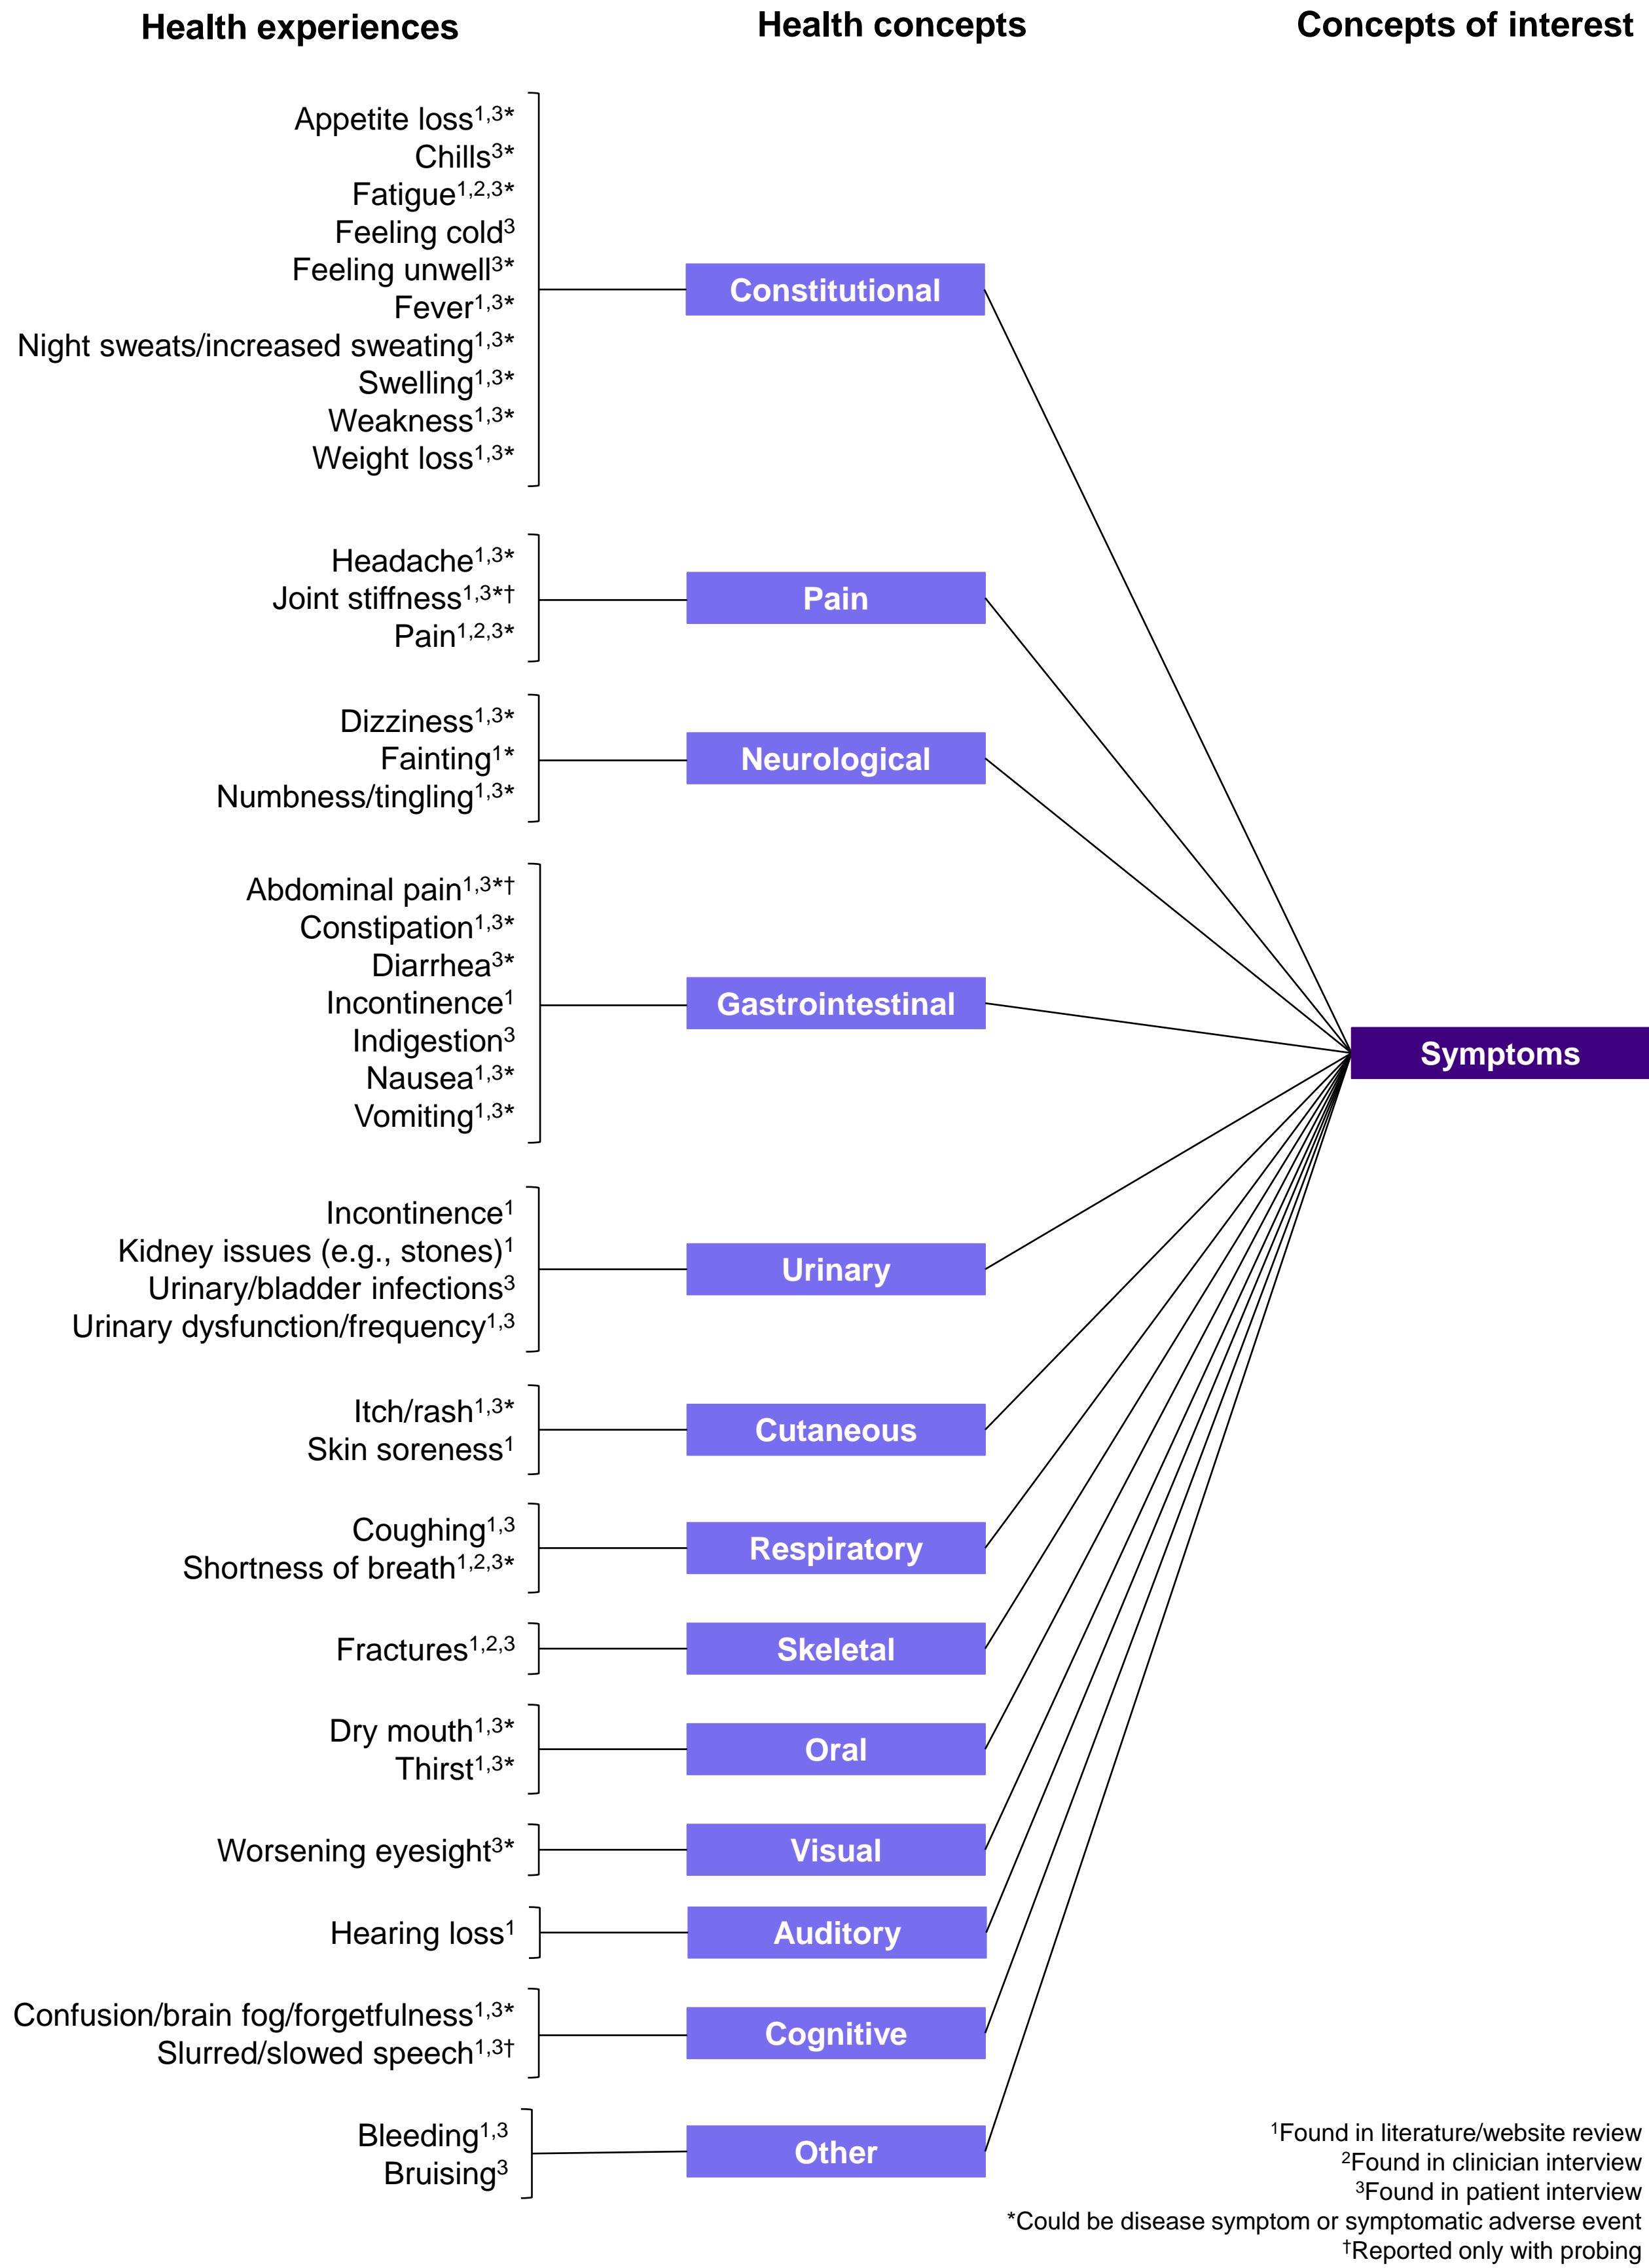 Health experiences
Health concepts
Concepts of interest
Appetite loss1,3*
Chills3*
Fatigue1,2,3*
Feeling cold3
Feeling unwell3*
Fever1,3*
Night sweats/increased sweating1,3*
Swelling1,3*
Weakness1,3*
Weight loss1,3*
Constitutional
Headache1,3*
Joint stiffness1,3*†
Pain1,2,3*
Pain
Dizziness1,3*
Fainting1*
Numbness/tingling1,3*
Neurological
Abdominal pain1,3*†
Constipation1,3*
Diarrhea3*
Incontinence1
Indigestion3
Nausea1,3*
Vomiting1,3*
Gastrointestinal
Symptoms
Incontinence1
Kidney issues (e.g., stones)1
Urinary/bladder infections3
Urinary dysfunction/frequency1,3
Urinary
Itch/rash1,3*
Skin soreness1
Cutaneous
Coughing1,3
Shortness of breath1,2,3*
Respiratory
Fractures1,2,3
Skeletal
Dry mouth1,3*
Thirst1,3*
Oral
Worsening eyesight3*
Visual
Hearing loss1
Auditory
Confusion/brain fog/forgetfulness1,3*
Slurred/slowed speech1,3†
Cognitive
Bleeding1,3
Bruising3
Other
1Found in literature/website review
2Found in clinician interview
3Found in patient interview
*Could be disease symptom or symptomatic adverse event
†Reported only with probing